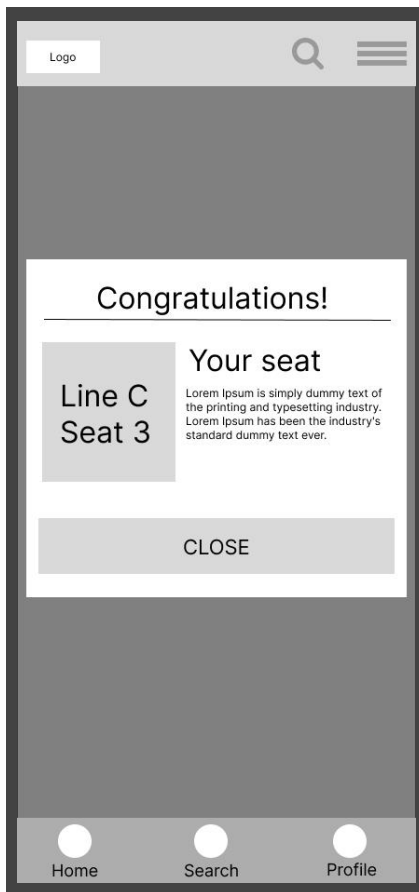 Logo
Congratulations!
Line C
Seat 3
Your seat
Lorem Ipsum is simply dummy text of
the printing and typesetting industry.
Lorem Ipsum has been the industry's
standard dummy text ever.
CLOSE
Home
Search
Profile